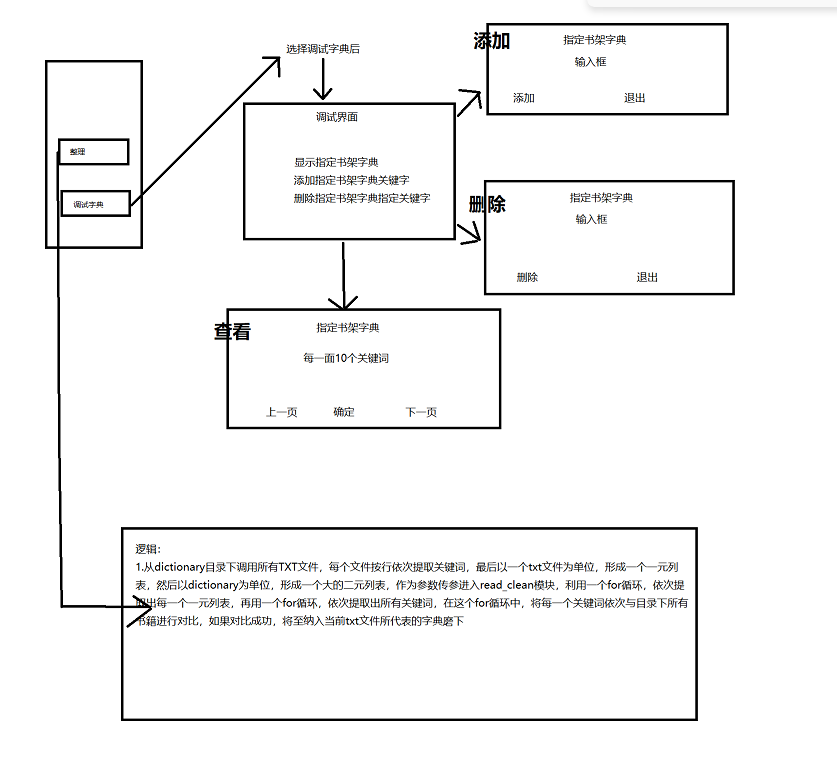 整理
调试字典
选择调试字典后
调试界面
显示指定书架字典
添加指定书架字典关键字
删除指定书架字典指定关键字
添加
指定书架字典
输入框
添加
退出
删除
指定书架字典
输入框
删除
退出
查看
指定书架字典
每一面10个关键词
上一页
确定
下一页
逻辑：
1.从dictionary目录下调用所有TXT文件，每个文件按行依次提取关键词，最后以一个txt文件为单位，形成一个一元列
表，然后以dictionary为单位，形成一个大的二元列表，作为参数传参进入read_clean模块，利用一个for循环，依次提
取出每一个一元列表，再用一个for循环，依次提取出所有关键词，在这个for循环中，将每一个关键词依次与目录下所有
书籍进行对比，如果对比成功，将至纳入当前txt文件所代表的字典磨下